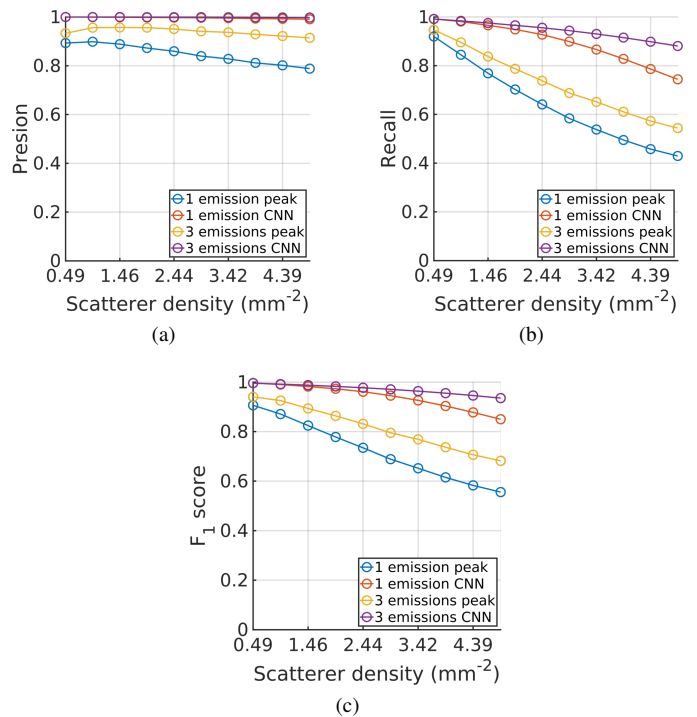 1
0.8
0.6
0.4
0.2
0
Presion
1 emission peak
1 emission CNN
3 emissions peak
3 emissions CNN
0.49 1.46 2.44 3.42 4.39
Scatterer density (mm⁻²)
(a)
1
0.8
0.6
0.4
0.2
0
Recall
1 emission peak
1 emission CNN
3 emissions peak
3 emissions CNN
0.49 1.46 2.44 3.42 4.39
Scatterer density (mm⁻²)
(b)
1
0.8
0.6
0.4
0.2
0
F₁ score
1 emission peak
1 emission CNN
3 emissions peak
3 emissions CNN
0.49 1.46 2.44 3.42 4.39
Scatterer density (mm⁻²)
(c)